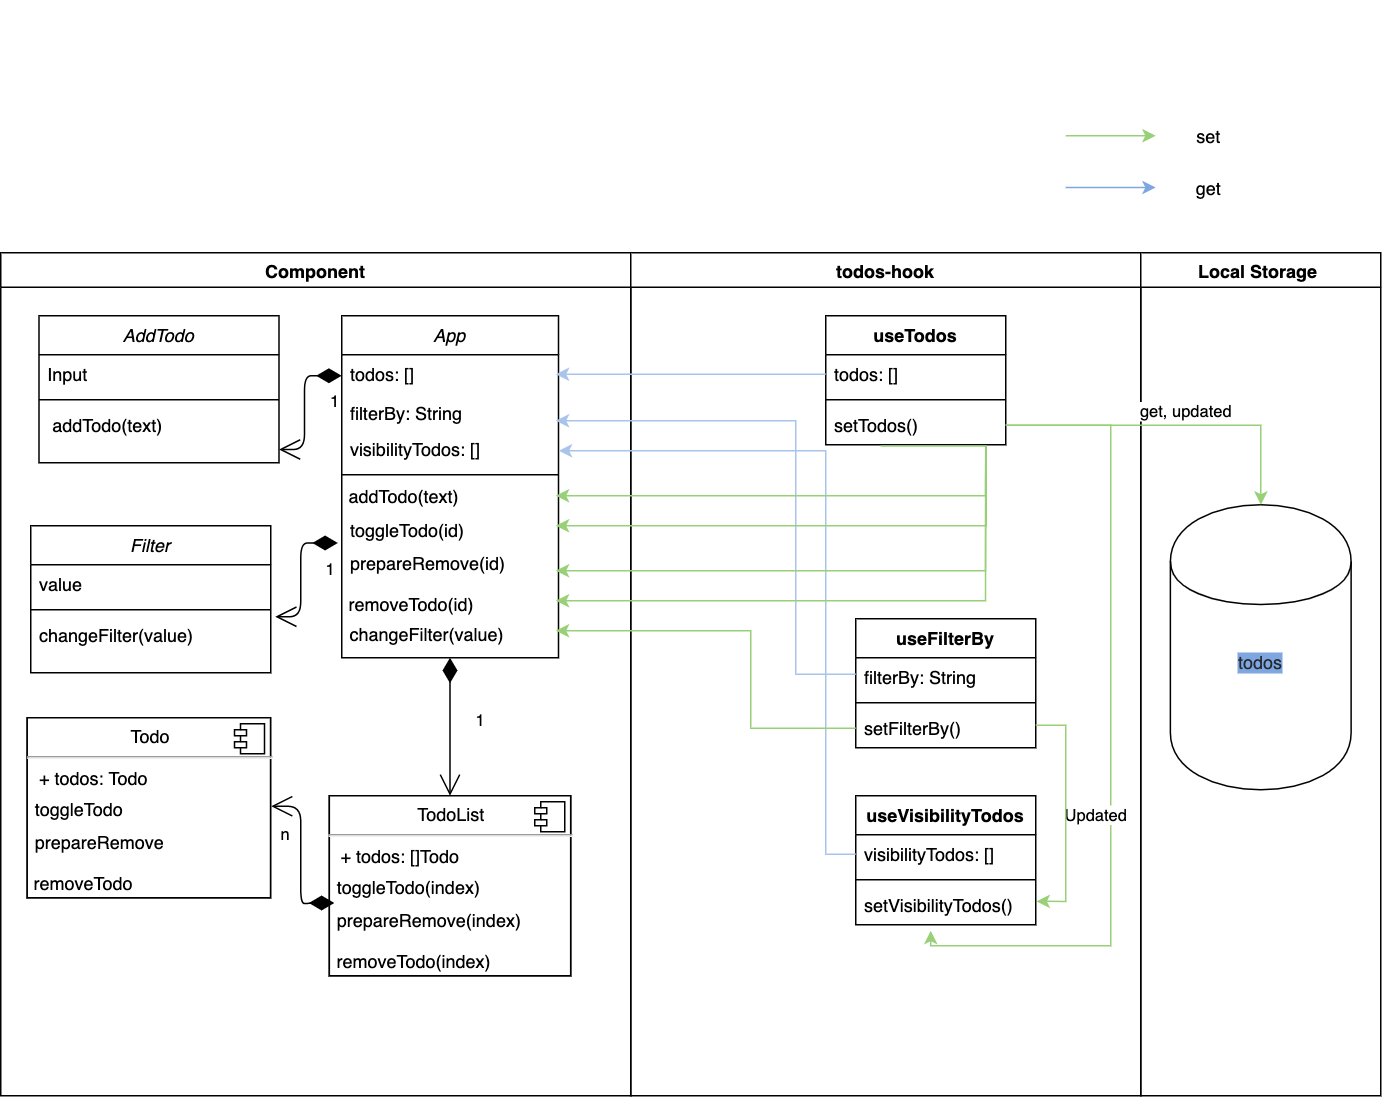 set
get
Component
todos-hook
Local Storage
AddTodo
Input
addTodo(text)
1
App
todos: []
filterBy: String
visibilityTodos: []
addTodo(text)
toggleTodo(id)
prepareRemove(id)
removeTodo(id)
changeFilter(value)
Filter
value
changeFilter(value)
1
1
Todo
+ todos: Todo
toggleTodo
prepareRemove
removeTodo
n
TodoList
+ todos: []Todo
toggleTodo(index)
prepareRemove(index)
removeTodo(index)
useTodos
todos: []
setTodos()
get, updated
useFilterBy
filterBy: String
setFilterBy()
Updated
useVisibilityTodos
visibilityTodos: []
setVisibilityTodos()
todos